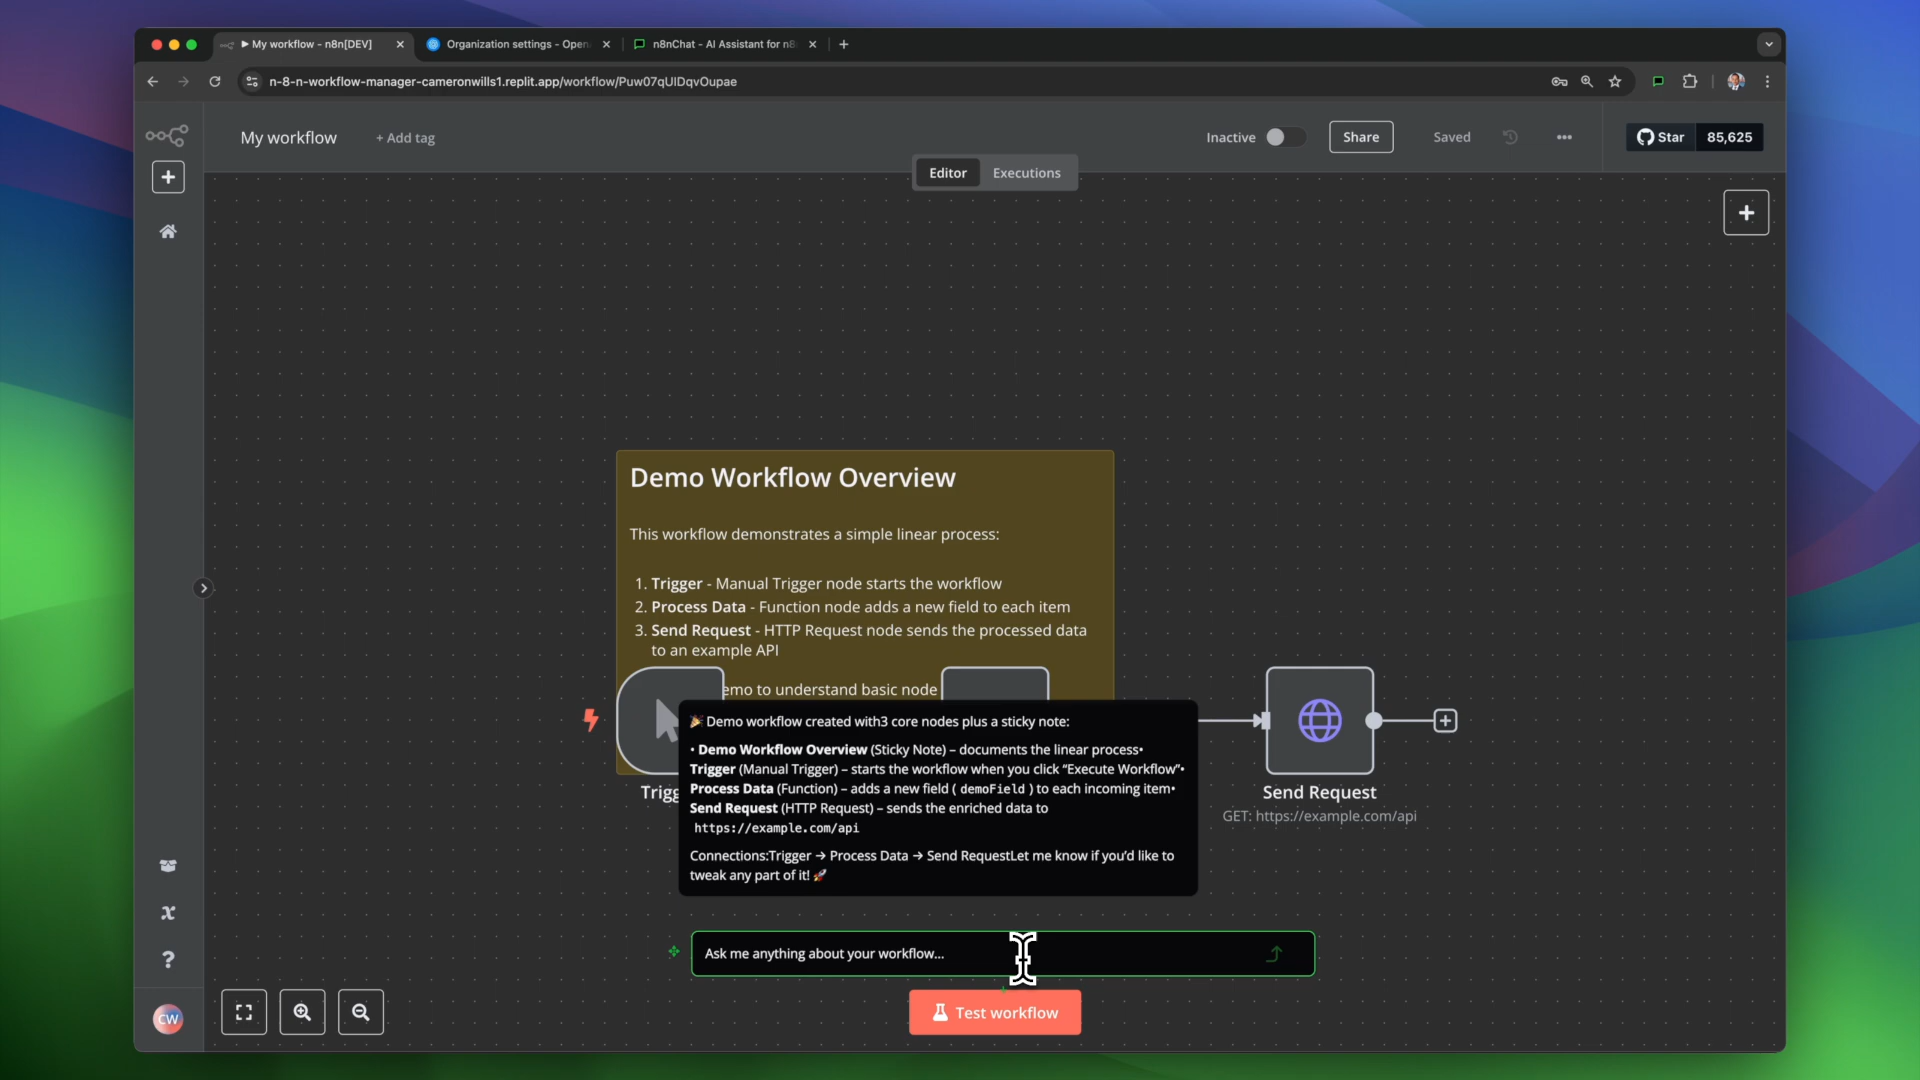 My workflow - n8n[DEV]
Organization settings - Open
n8nChat - AI Assistant for n8
n-8-n-workflow-manager-cameronwills1.replit.app/workflow/Puw07qUIDqvOupae
My workflow
+ Add tag
Inactive
Share
Saved
Star
85,625
Editor
Executions
Demo Workflow Overview
This workflow demonstrates a simple linear process:
1. Trigger - Manual Trigger node starts the workflow
2. Process Data - Function node adds a new field to each item
3. Send Request - HTTP Request node sends the processed data
to an example API
emo to understand basic node
🎉 Demo workflow created with3 core nodes plus a sticky note:
• Demo Workflow Overview (Sticky Note) – documents the linear process•
Trigger (Manual Trigger) – starts the workflow when you click “Execute Workflow”•
Process Data (Function) – adds a new field ( demoField ) to each incoming item•
Send Request (HTTP Request) – sends the enriched data to
https://example.com/api
Connections:Trigger → Process Data → Send RequestLet me know if you’d like to
tweak any part of it! 🚀
Trigg
Send Request
GET: https://example.com/api
Ask me anything about your workflow...
Test workflow
CW